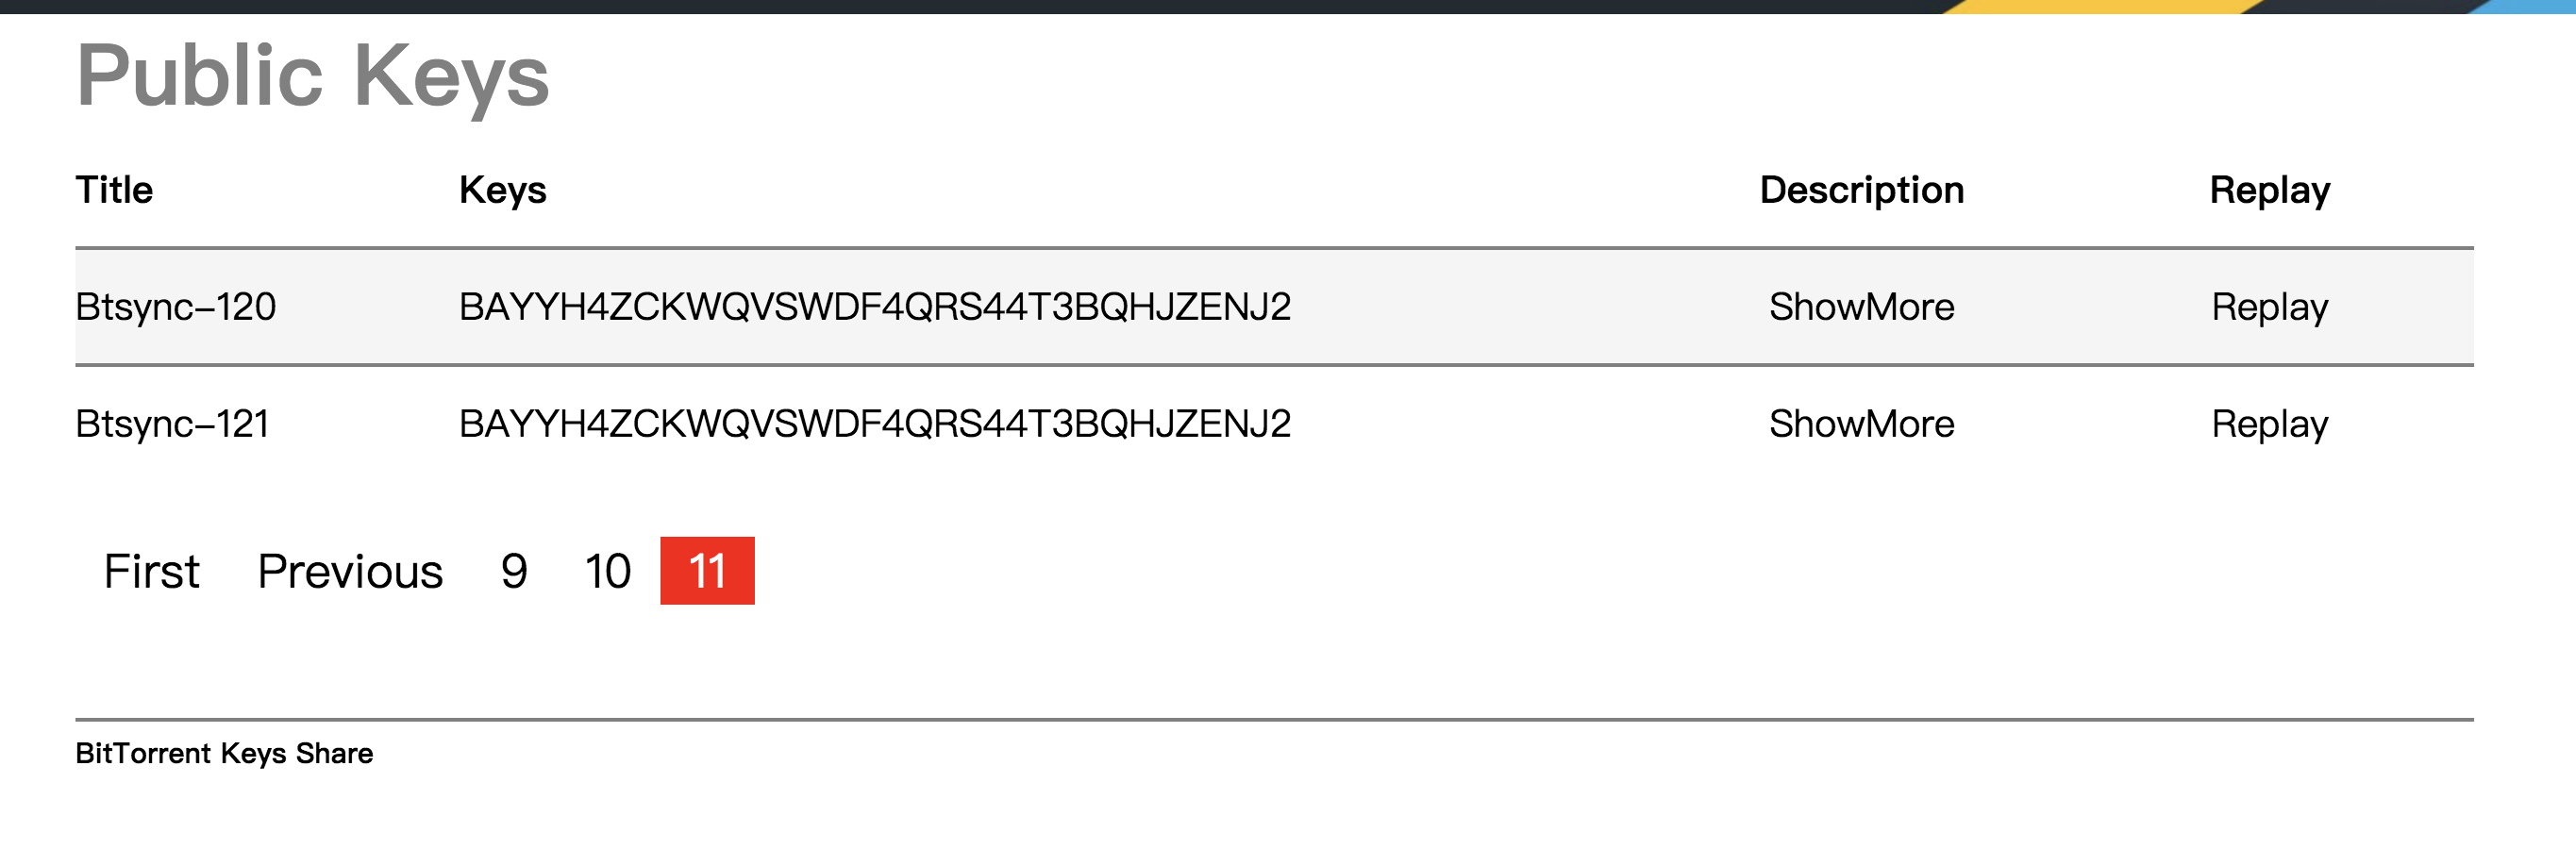 Public Keys
Title Keys Description Replay
Btsync-120 BAYYH4ZCKWQVSWDF4QRS44T3BQHJZENJ2 ShowMore Replay
Btsync-121 BAYYH4ZCKWQVSWDF4QRS44T3BQHJZENJ2 ShowMore Replay
First Previous 9 10 11
BitTorrent Keys Share